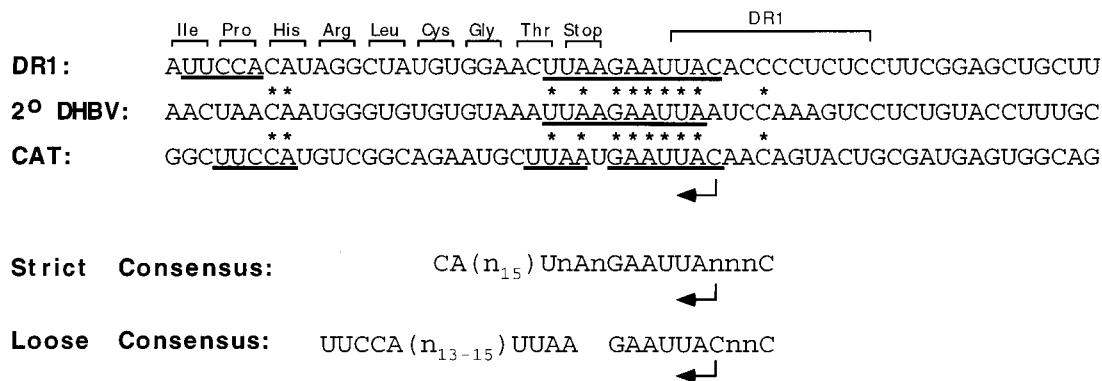 Ile Pro His Arg Leu Cys Gly Thr Stop DR1
DR1: AUUCCACAUAGGCUAUGUGGAACUUUAAGAAUUACACCCCUCUCCUUCGGAGCUGCUU
** * * ****** *
2° DHBV: AACUAACAAUGGGUGUGUGUAAAUUAAGAAUUAAUCCAAAGUCCUCUGUACCUUUGC
** * * ****** *
CAT: GGCUUCCAUGUCGGCAGAAUGCUUAAUGAAUUACAACAGUACUGCGAUGAGUGGCAG
Strict Consensus: CA(n15)UnAnGAAUUAnnnC
Loose Consensus: UUCCA(n13-15)UUAA GAAUUACnnC